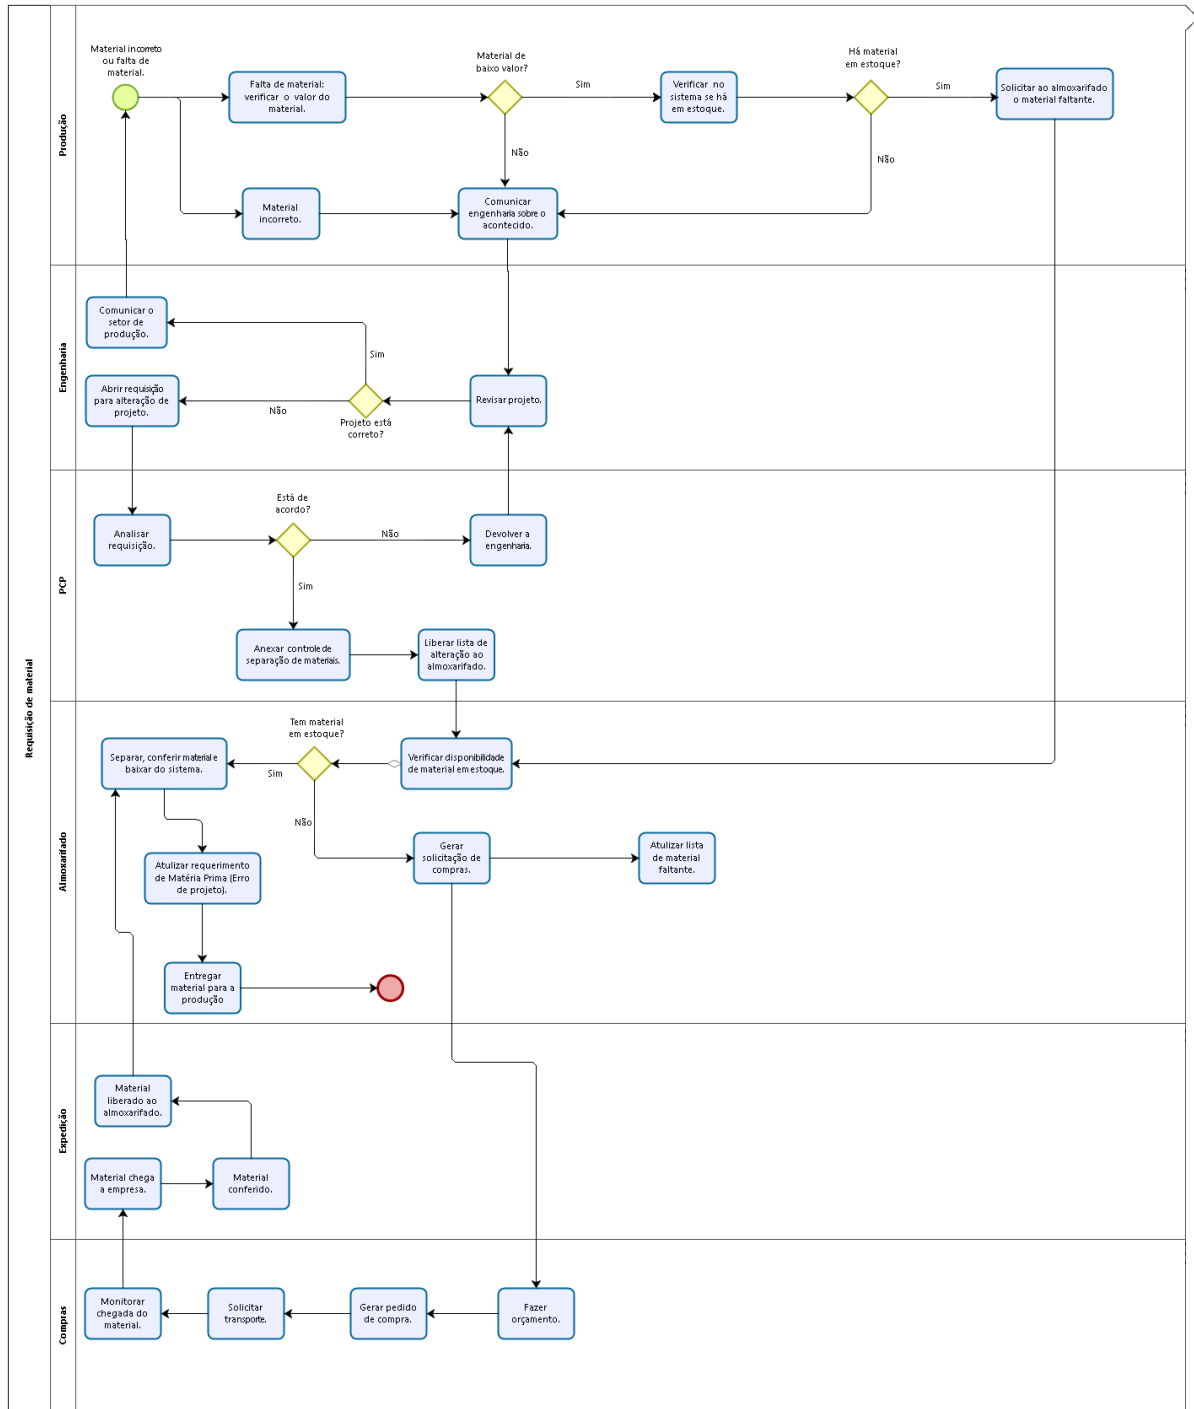 Requisição de material
Produção
Material incorreto
ou falta de
material.
Falta de material:
verificar o valor do
material.
Material de
baixo valor?
Sim
Não
Verificar no
sistema se há
em estoque.
Há material
em estoque?
Sim
Não
Solicitar ao almoxarifado
o material faltante.
Material
incorreto.
Comunicar
engenharia sobre o
acontecido.
Engenharia
Comunicar o
setor de
produção.
Sim
Abrir requisição
para alteração de
projeto.
Não
Projeto está
correto?
Revisar projeto.
PCP
Analisar
requisição.
Está de
acordo?
Não
Sim
Devolver a
engenharia.
Anexar controle de
separação de materiais.
Liberar lista de
alteração ao
almoxarifado.
Almoxarifado
Separar, conferir material e
baixar do sistema.
Sim
Tem material
em estoque?
Não
Verificar disponibilidade
de material em estoque.
Gerar
solicitação de
compras.
Atulizar lista
de material
faltante.
Atulizar requerimento
de Matéria Prima (Erro
de projeto).
Entregar
material para a
produção
Expedição
Material
liberado ao
almoxarifado.
Material chega
a empresa.
Material
conferido.
Compras
Monitorar
chegada do
material.
Solicitar
transporte.
Gerar pedido
de compra.
Fazer
orçamento.